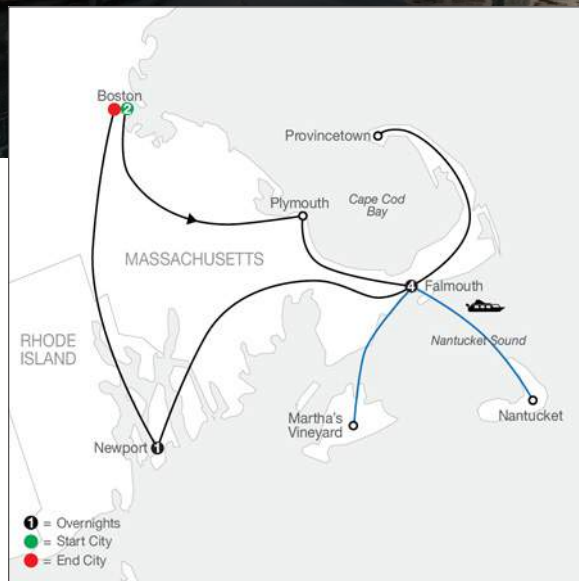 Boston
2
Provincetown
Plymouth
Cape Cod
Bay
MASSACHUSETTS
4
Falmouth
RHODE
ISLAND
Nantucket Sound
Martha's
Vineyard
Nantucket
Newport
1
1 = Overnights
= Start City
= End City